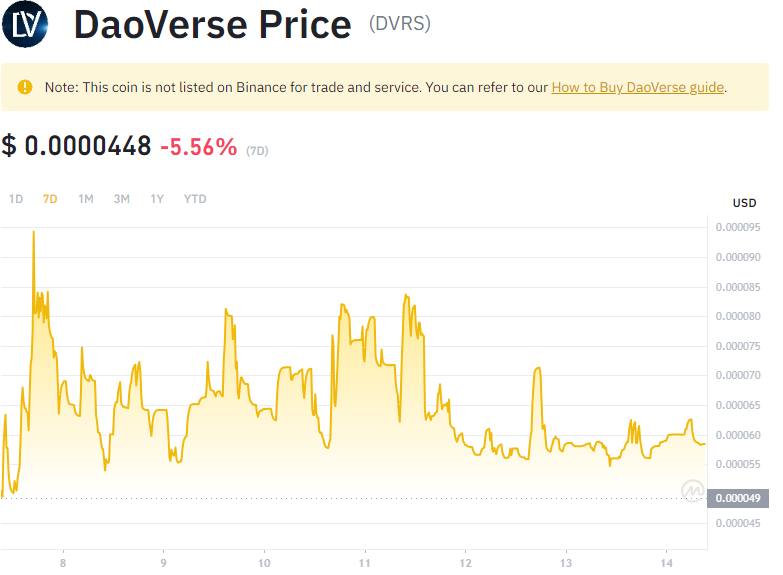 DV
DaoVerse Price (DVRS)
Note: This coin is not listed on Binance for trade and service. You can refer to our How to Buy DaoVerse guide.
$ 0.0000448 -5.56% (7D)
1D 7D 1M 3M 1Y YTD
USD
0.000095
0.000090
0.000085
0.000080
0.000075
0.000070
0.000065
0.000060
0.000055
0.000049
0.000045
8 9 10 11 12 13 14